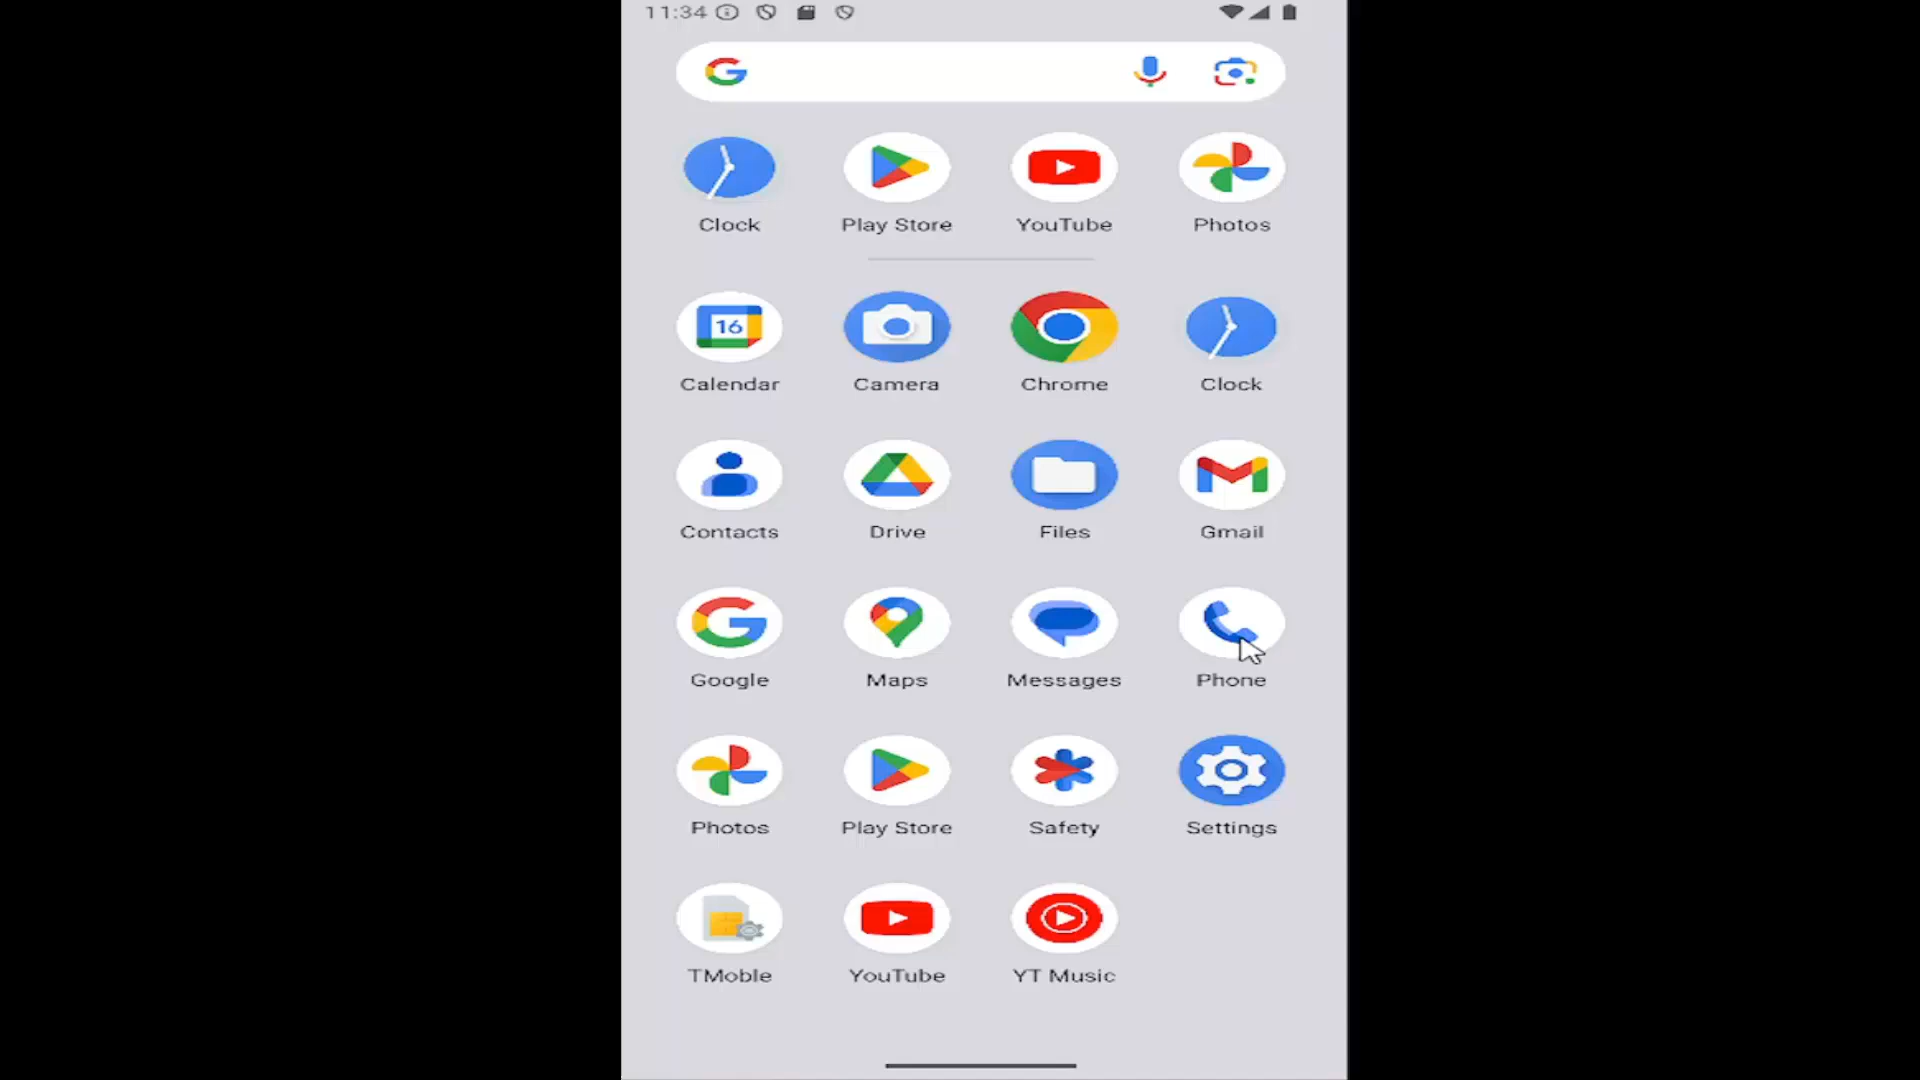 11:34
Clock Play Store YouTube Photos
16
Calendar Camera Chrome Clock
Contacts Drive Files Gmail
Google Maps Messages Phone
Photos Play Store Safety Settings
TMoble YouTube YT Music